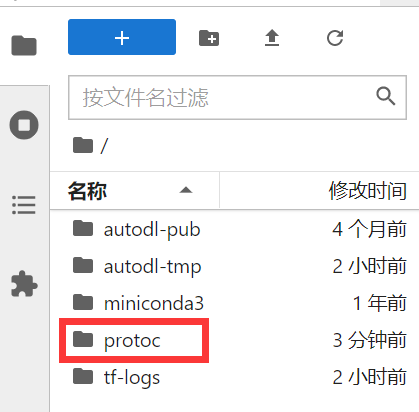 按文件名过滤
/
名称 修改时间
autodl-pub 4 个月前
autodl-tmp 2 小时前
miniconda3 1 年前
protoc 3 分钟前
tf-logs 2 小时前